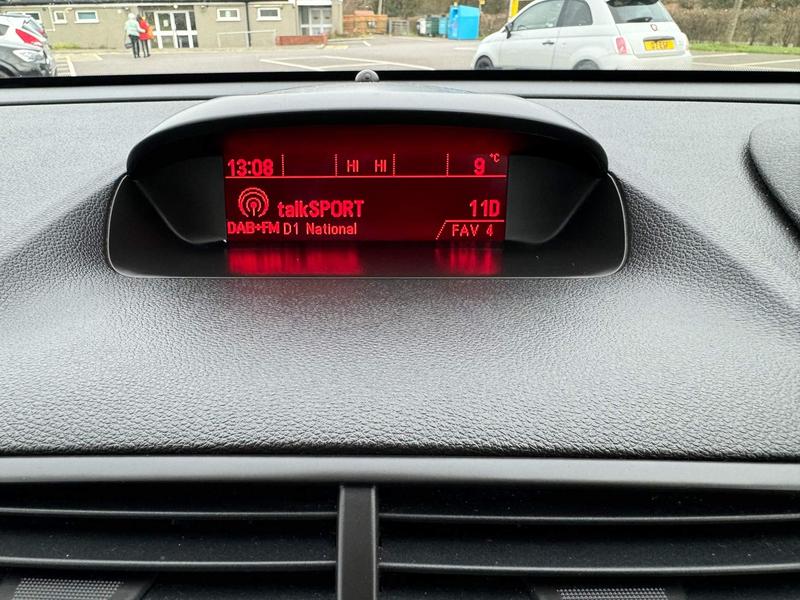 13:08 HI HI 9°C
talkSPORT 11D
DAB+FM D1 National FAV 4